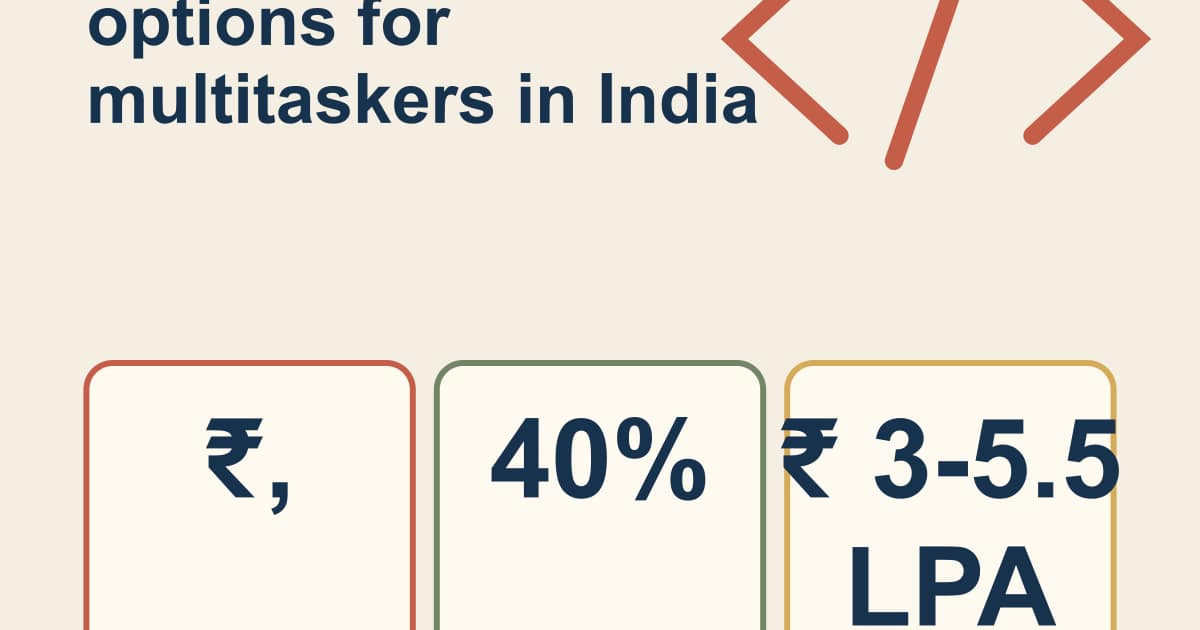 options for
multitaskers in India
₹,
40%
₹ 3-5.5
LPA